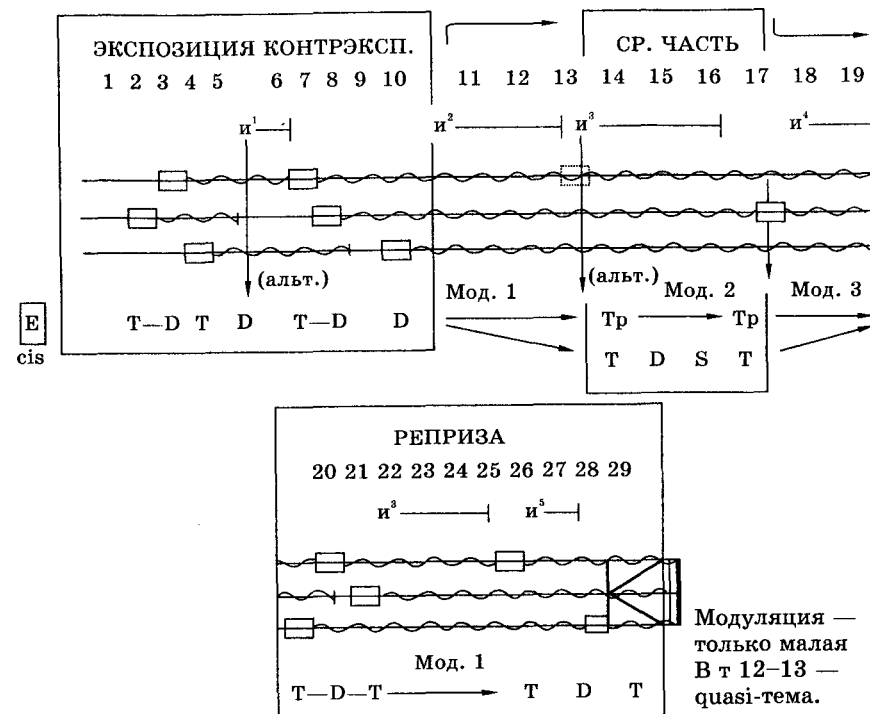 ЭКСПОЗИЦИЯ КОНТРЭКСП.
СР. ЧАСТЬ
1 2 3 4 5 6 7 8 9 10 11 12 13 14 15 16 17 18 19
и¹ и² и³ и⁴
(альт.) (альт.)
Мод. 1 Мод. 2 Мод. 3
E T—D T D T—D D Тр Тр
cis T D S T
РЕПРИЗА
20 21 22 23 24 25 26 27 28 29
и³ и⁵
Мод. 1
T—D—T T D T
Модуляция —
только малая
В т 12–13 —
quasi-тема.